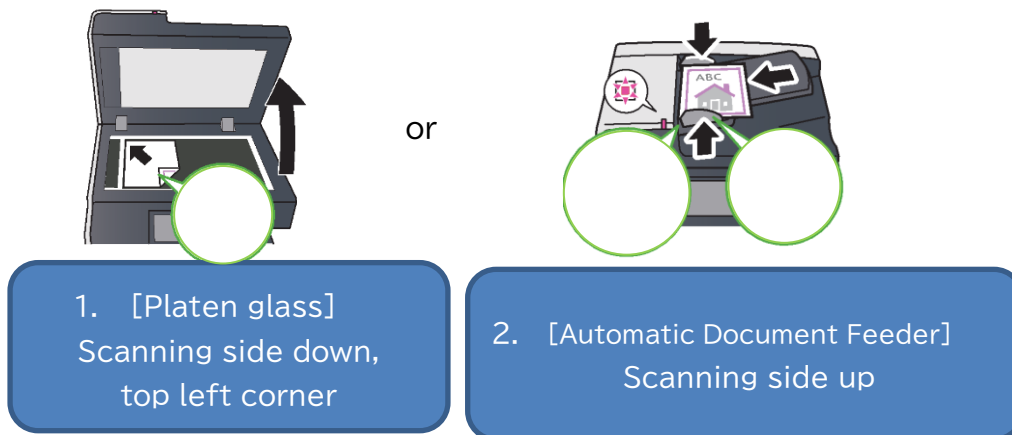 ABC
or
1. [Platen glass]
Scanning side down,
top left corner
2. [Automatic Document Feeder]
Scanning side up